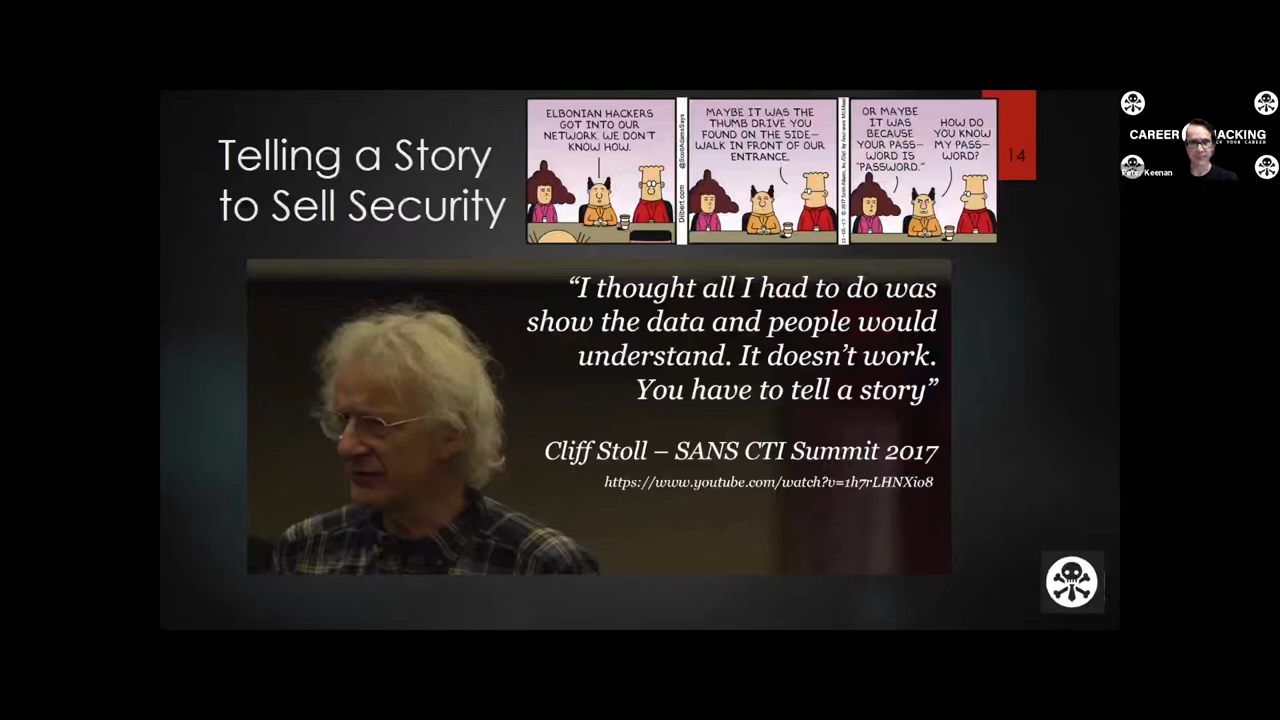 Telling a Story
to Sell Security
ELBONIAN HACKERS
GOT INTO OUR
NETWORK. WE DON'T
KNOW HOW.
Dilbert.com
@ScottAdamsSays
MAYBE IT WAS THE
THUMB DRIVE YOU
FOUND ON THE SIDE-
WALK IN FRONT OF OUR
ENTRANCE.
OR MAYBE
IT WAS
BECAUSE
YOUR PASS-
WORD IS
"PASSWORD."
HOW DO
YOU KNOW
MY PASS-
WORD?
14
“I thought all I had to do was
show the data and people would
understand. It doesn’t work.
You have to tell a story”
Cliff Stoll – SANS CTI Summit 2017
https://www.youtube.com/watch?v=1h7rLHNXio8
CAREER
Peter Keenan